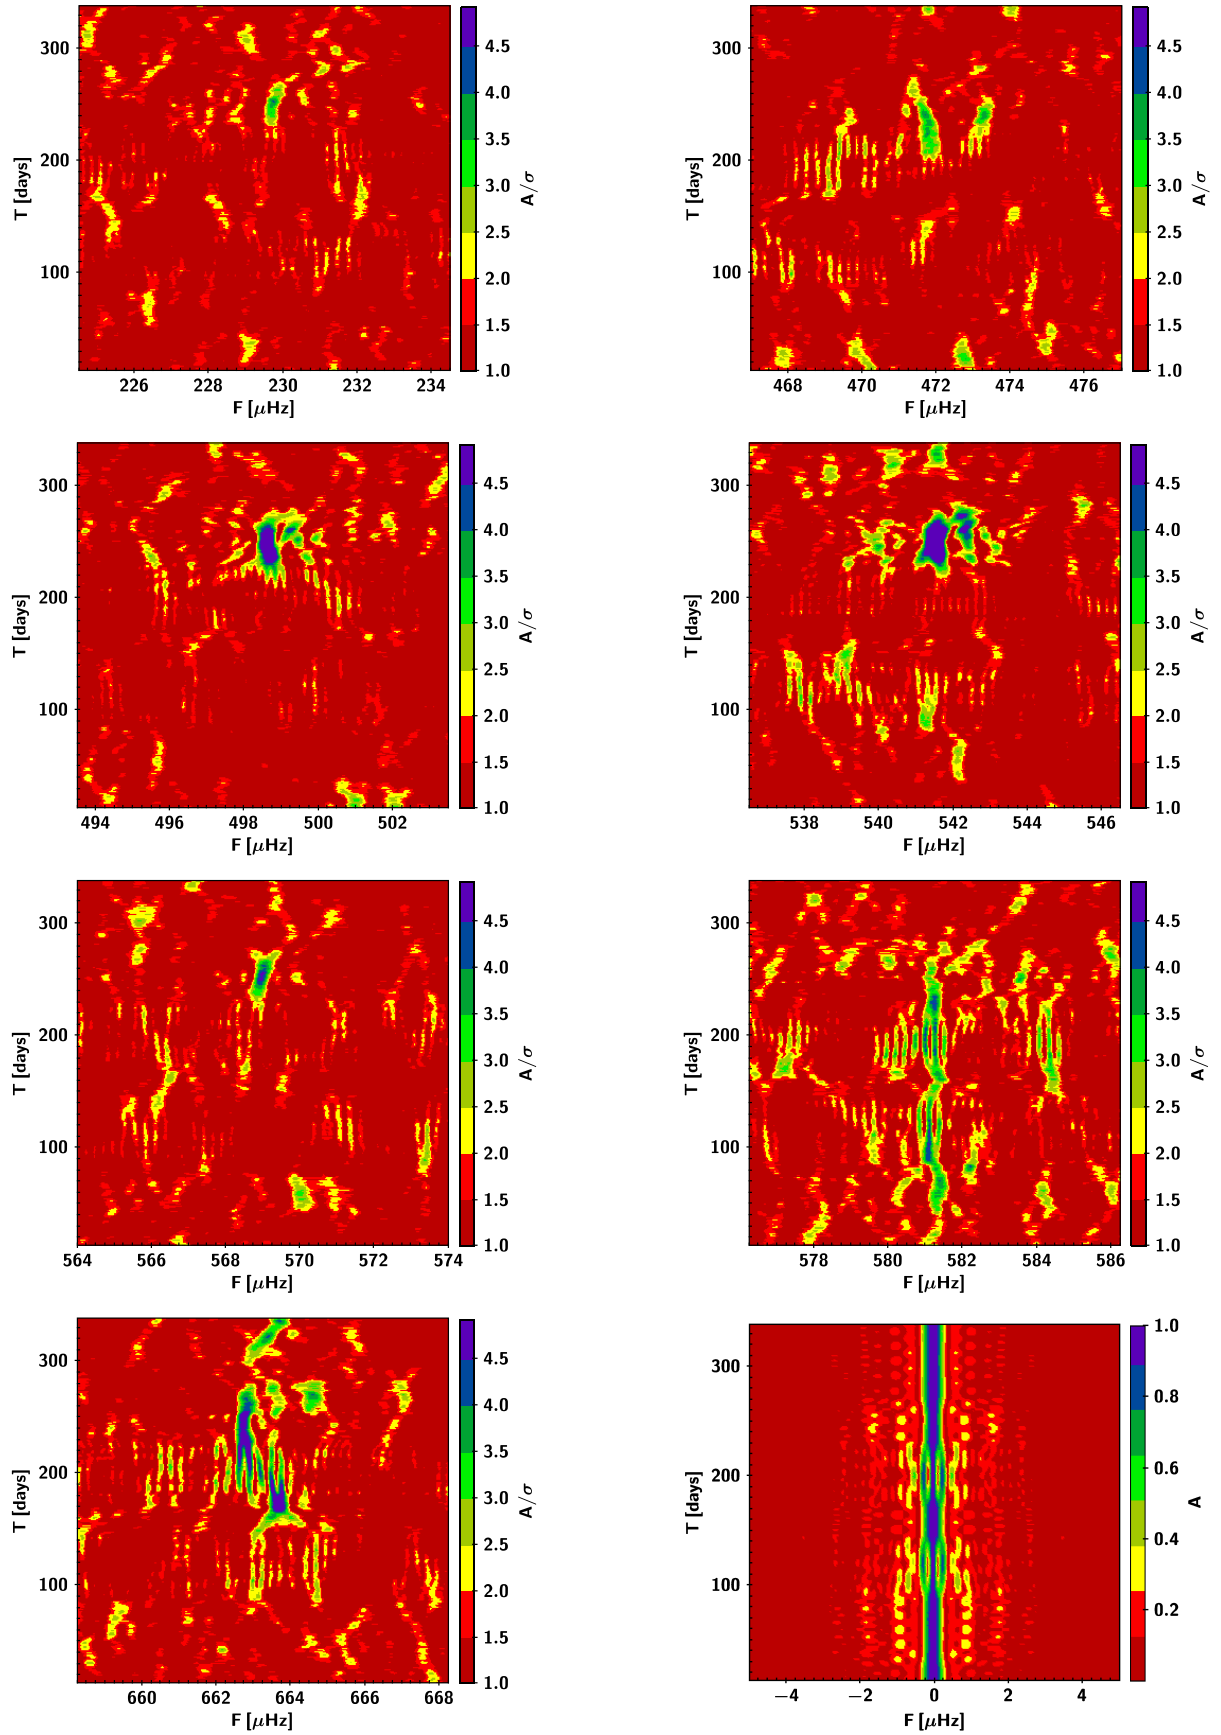 300
200
100
T [days]
226 228 230 232 234
F [μHz]
4.5
4.0
3.5
3.0
2.5
2.0
1.5
1.0
A/σ
300
200
100
T [days]
468 470 472 474 476
F [μHz]
4.5
4.0
3.5
3.0
2.5
2.0
1.5
1.0
A/σ
300
200
100
T [days]
494 496 498 500 502
F [μHz]
4.5
4.0
3.5
3.0
2.5
2.0
1.5
1.0
A/σ
300
200
100
T [days]
538 540 542 544 546
F [μHz]
4.5
4.0
3.5
3.0
2.5
2.0
1.5
1.0
A/σ
300
200
100
T [days]
564 566 568 570 572 574
F [μHz]
4.5
4.0
3.5
3.0
2.5
2.0
1.5
1.0
A/σ
300
200
100
T [days]
578 580 582 584 586
F [μHz]
4.5
4.0
3.5
3.0
2.5
2.0
1.5
1.0
A/σ
300
200
100
T [days]
660 662 664 666 668
F [μHz]
4.5
4.0
3.5
3.0
2.5
2.0
1.5
1.0
A/σ
300
200
100
T [days]
−4 −2 0 2 4
F [μHz]
1.0
0.8
0.6
0.4
0.2
A